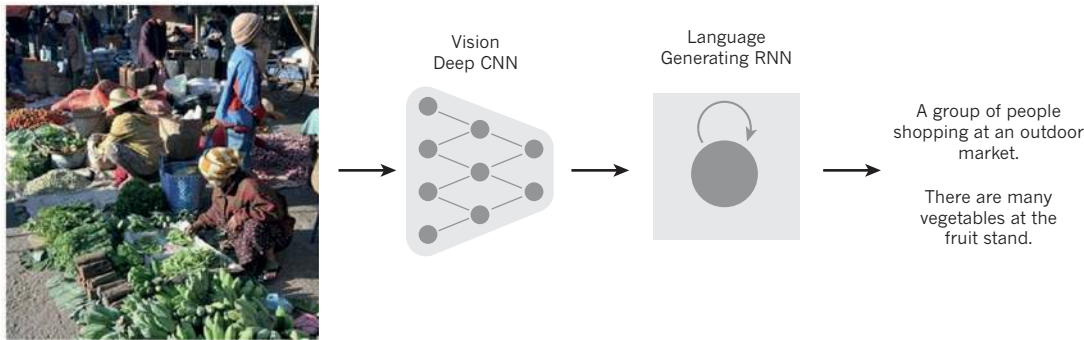 Vision
Deep CNN
Language
Generating RNN
A group of people
shopping at an outdoor
market.
There are many
vegetables at the
fruit stand.